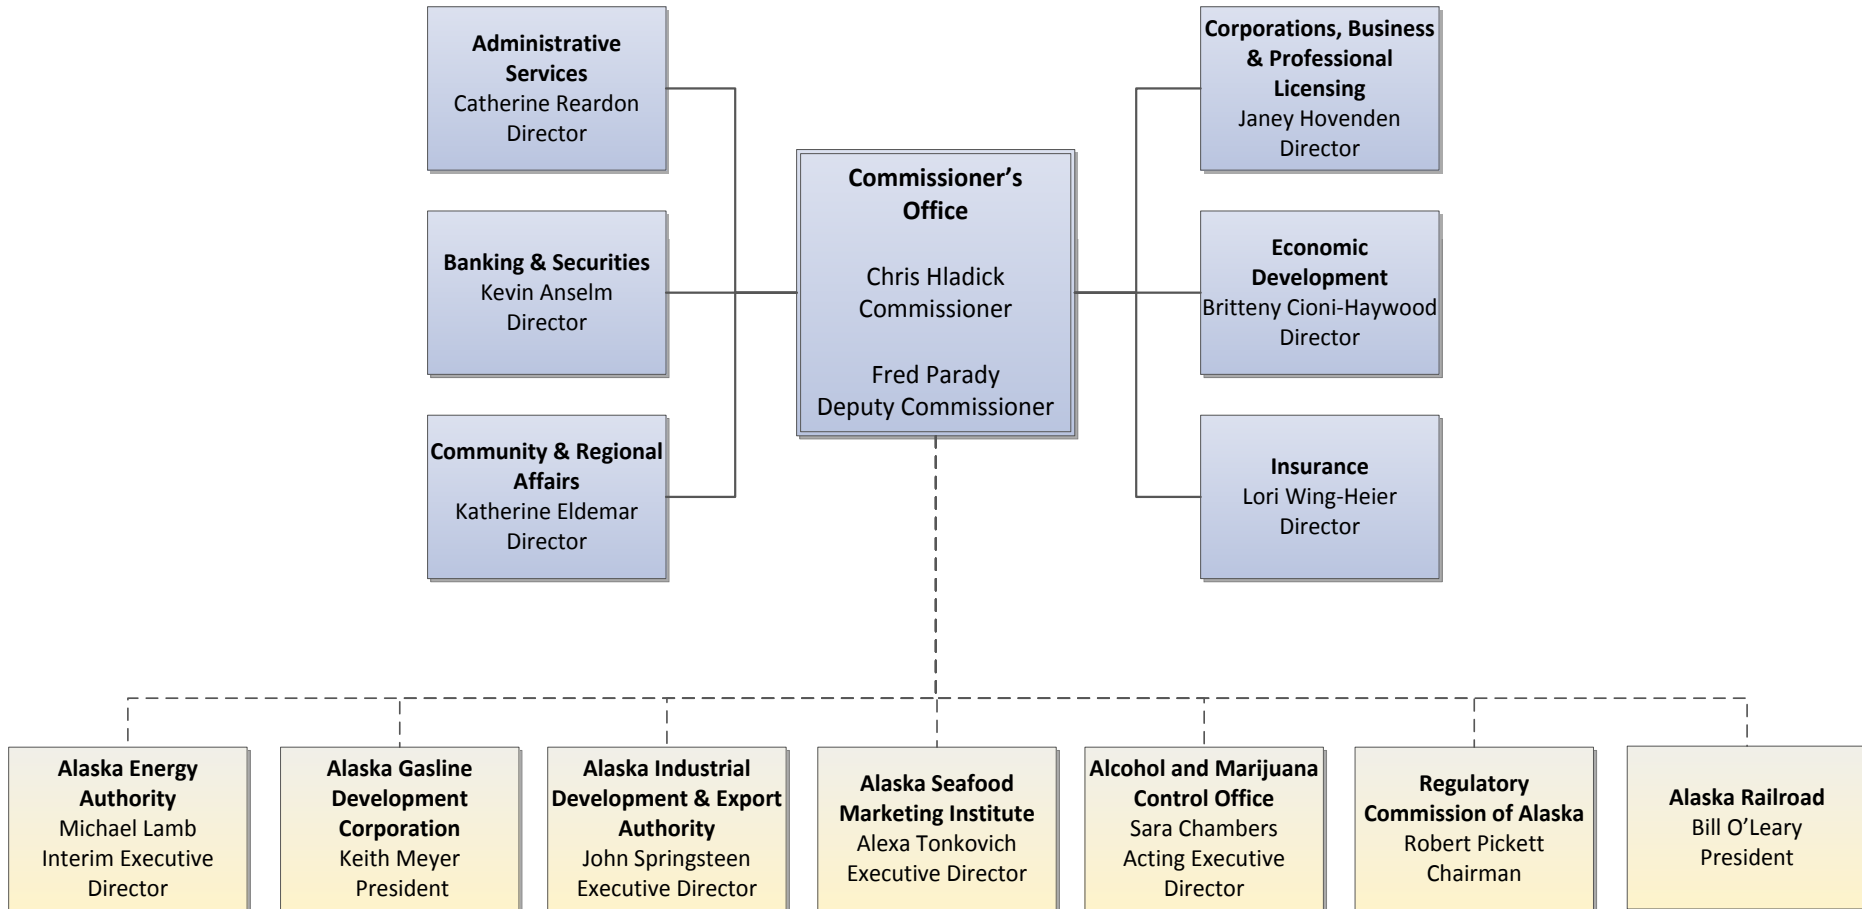 Administrative
Services
Catherine Reardon
Director
Corporations, Business
& Professional
Licensing
Janey Hovenden
Director
Commissioner’s
Office
Chris Hladick
Commissioner
Fred Parady
Deputy Commissioner
Banking & Securities
Kevin Anselm
Director
Economic
Development
Britteny Cioni-Haywood
Director
Community & Regional
Affairs
Katherine Eldemar
Director
Insurance
Lori Wing-Heier
Director
Alaska Energy
Authority
Michael Lamb
Interim Executive
Director
Alaska Gasline
Development
Corporation
Keith Meyer
President
Alaska Industrial
Development & Export
Authority
John Springsteen
Executive Director
Alaska Seafood
Marketing Institute
Alexa Tonkovich
Executive Director
Alcohol and Marijuana
Control Office
Sara Chambers
Acting Executive
Director
Regulatory
Commission of Alaska
Robert Pickett
Chairman
Alaska Railroad
Bill O’Leary
President